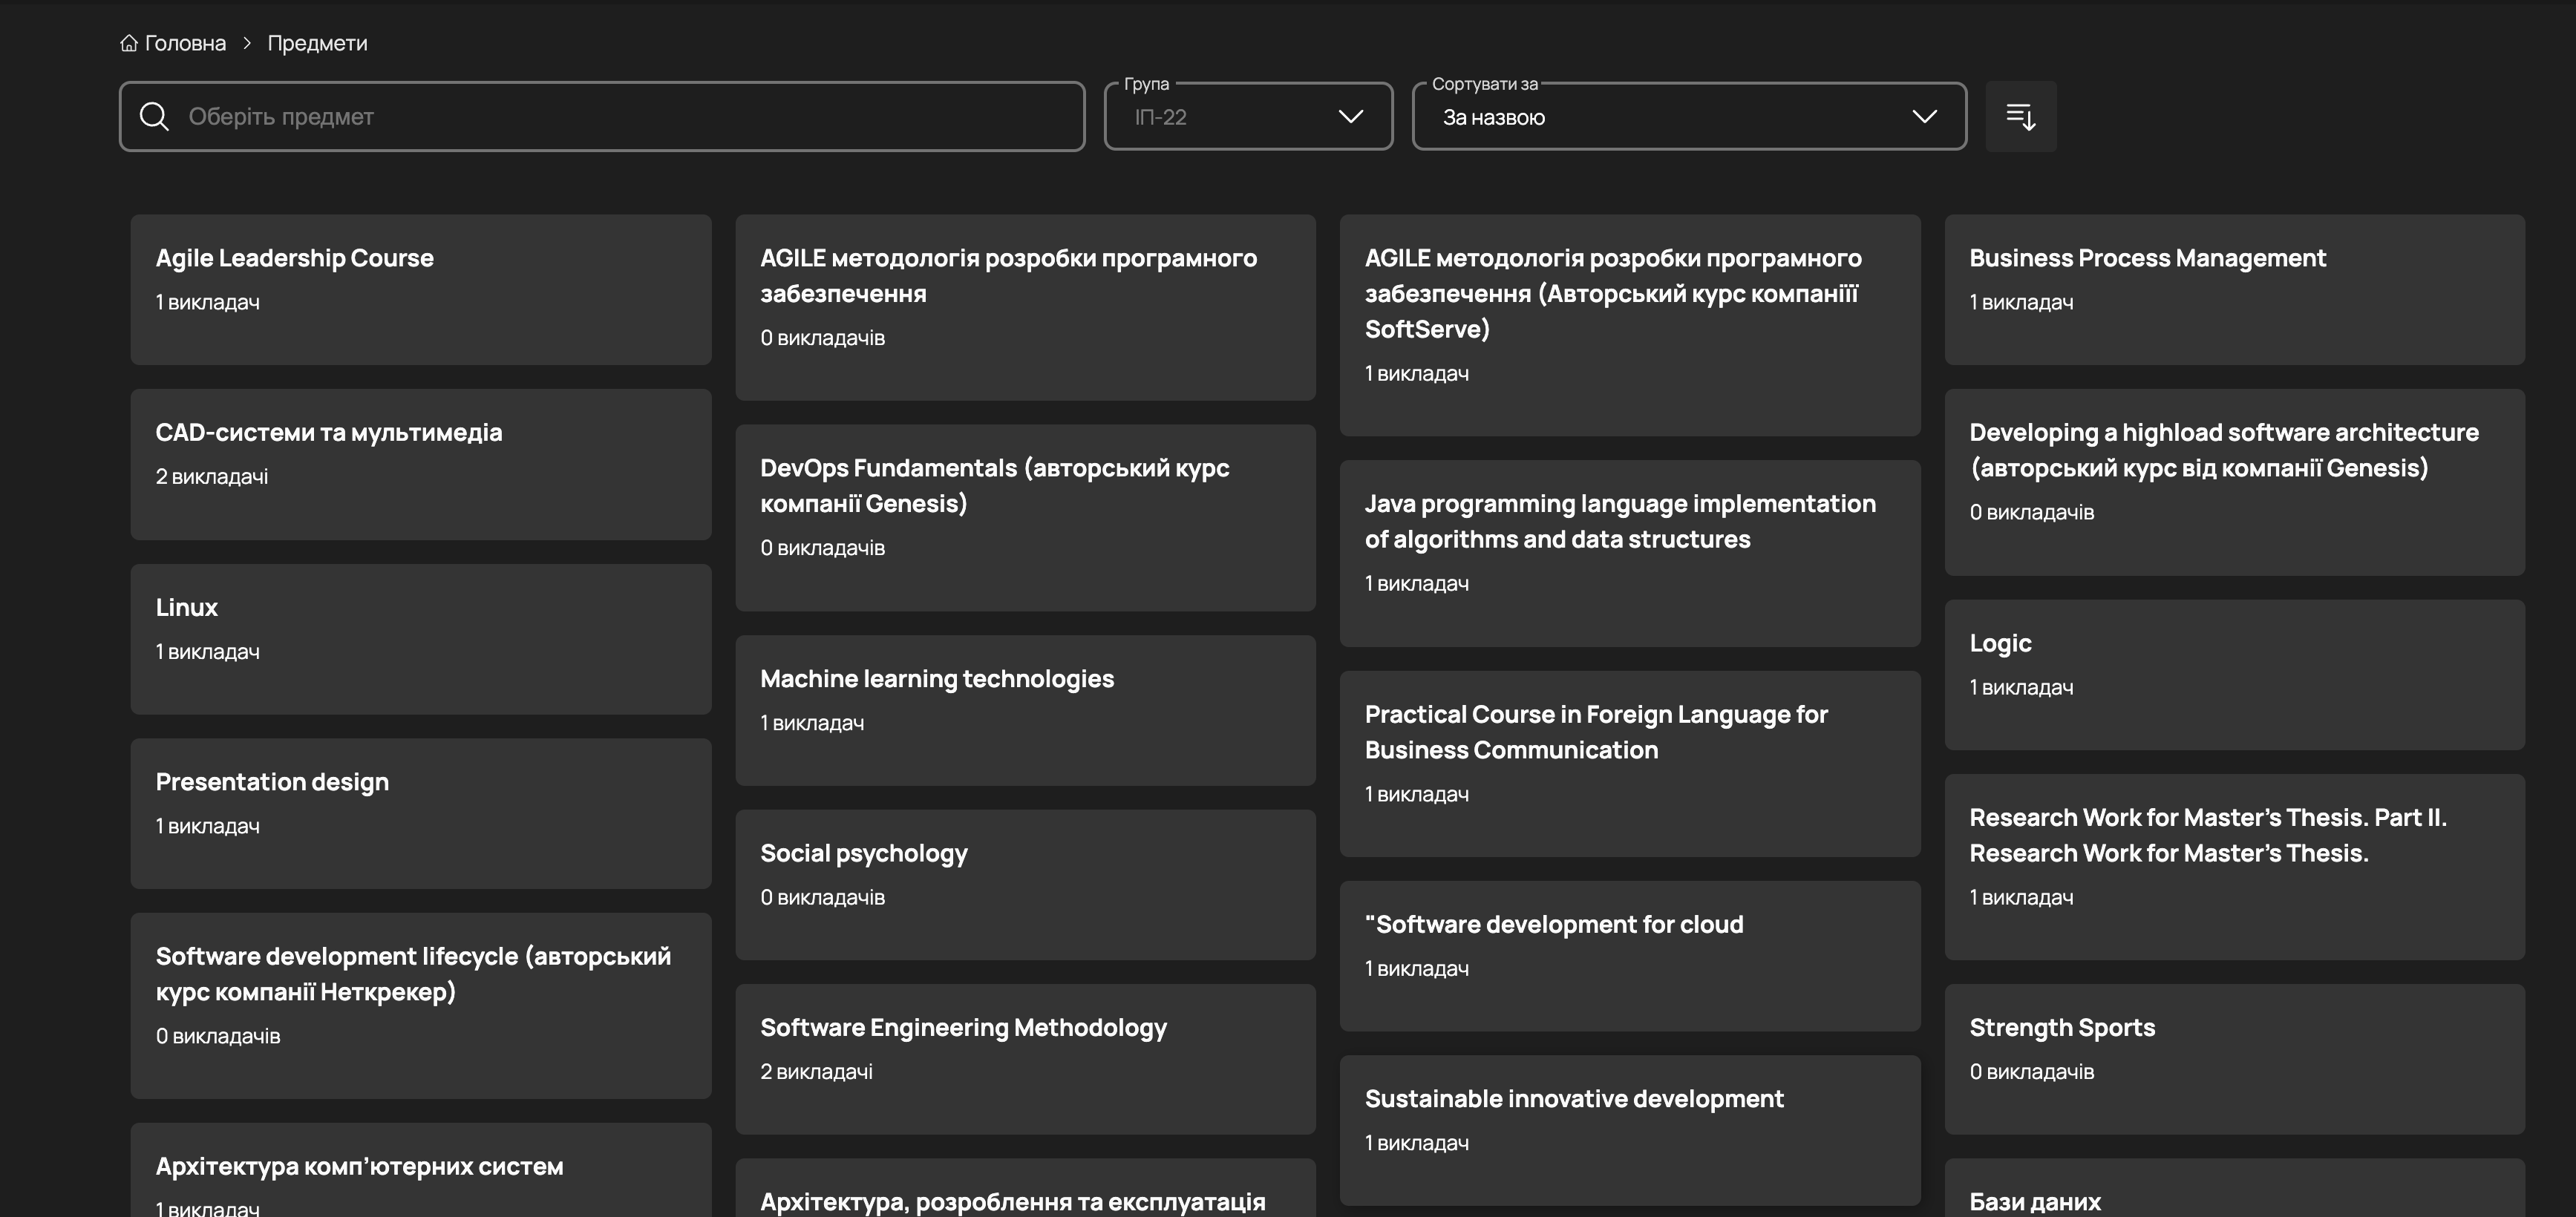 Головна > Предмети
Оберіть предмет
Група
ІП-22
Сортувати за
За назвою
Agile Leadership Course
1 викладач
AGILE методологія розробки програмного
забезпечення
0 викладачів
AGILE методологія розробки програмного
забезпечення (Авторський курс компаніїї
SoftServe)
1 викладач
Business Process Management
1 викладач
CAD-системи та мультимедіа
2 викладачі
DevOps Fundamentals (авторський курс
компанії Genesis)
0 викладачів
Java programming language implementation
of algorithms and data structures
1 викладач
Developing a highload software architecture
(авторський курс від компанії Genesis)
0 викладачів
Linux
1 викладач
Machine learning technologies
1 викладач
Practical Course in Foreign Language for
Business Communication
1 викладач
Logic
1 викладач
Presentation design
1 викладач
Social psychology
0 викладачів
"Software development for cloud
1 викладач
Research Work for Master’s Thesis. Part II.
Research Work for Master’s Thesis.
1 викладач
Software development lifecycle (авторський
курс компанії Неткрекер)
0 викладачів
Software Engineering Methodology
2 викладачі
Sustainable innovative development
1 викладач
Strength Sports
0 викладачів
Архітектура комп’ютерних систем
1 викладач
Архітектура, розроблення та експлуатація
Бази даних